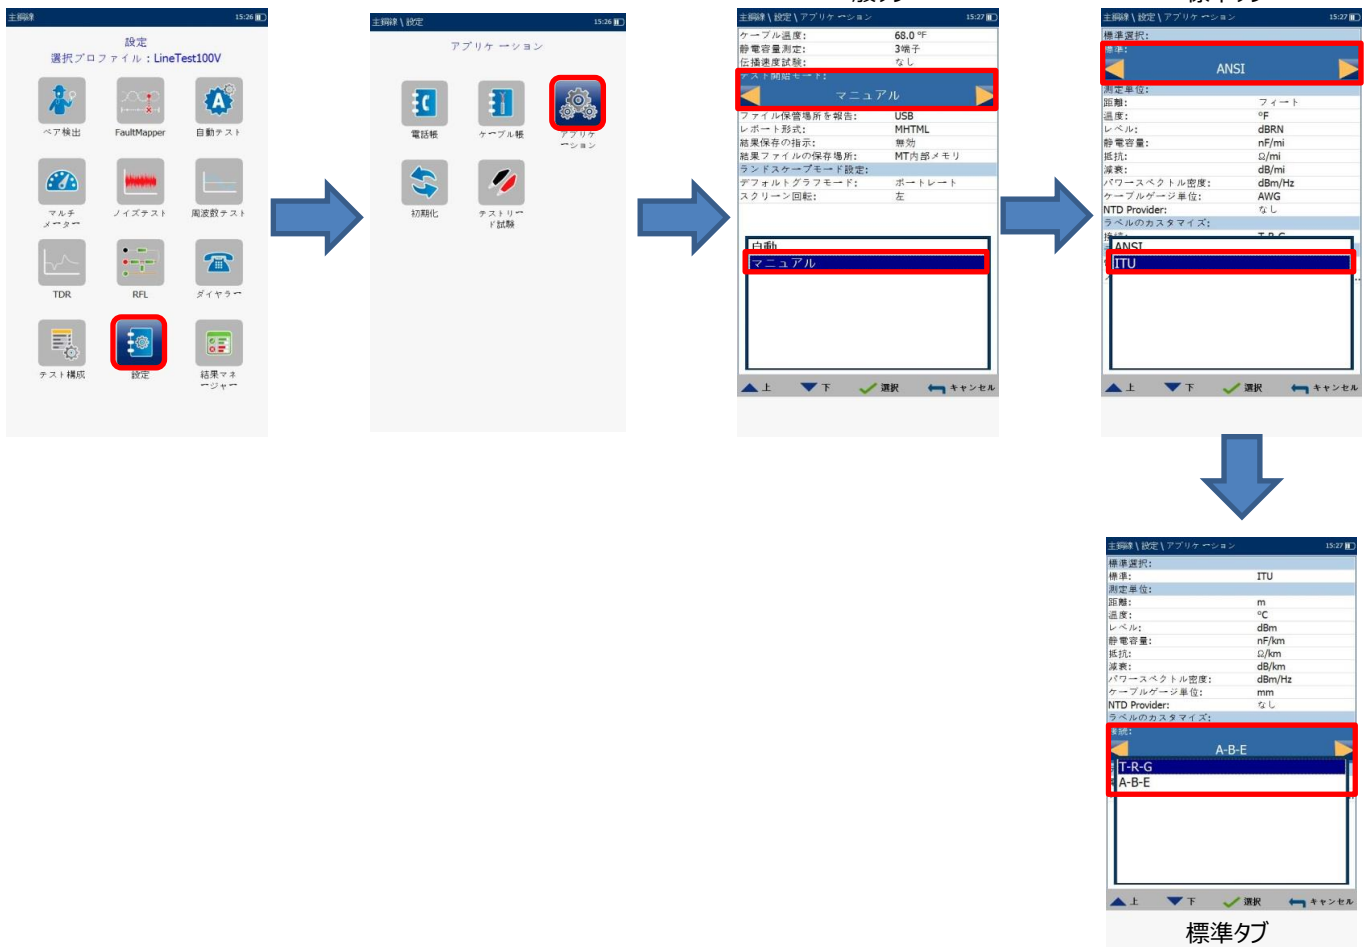 主銅線 15:26
設定
選択プロファイル：LineTest100V
ペア検出 FaultMapper 自動テスト
マルチメーター ノイズテスト 周波数テスト
TDR RFL ダイヤラー
テスト構成 設定 結果マネージャー
主銅線 \ 設定 15:26
アプリケーション
電話帳 ケーブル帳 アプリケーション
初期化 テストリード試験
主銅線 \ 設定 \ アプリケーション 15:27
ケーブル温度: 68.0 °F
静電容量測定: 3端子
伝播速度試験: なし
テスト開始モード:
マニュアル
ファイル保管場所を報告: USB
レポート形式: MHTML
結果保存の指示: 無効
結果ファイルの保存場所: MT内部メモリ
ランドスケープモード設定:
デフォルトグラフモード: ポートレート
スクリーン回転: 左
自動
マニュアル
上 下 選択 キャンセル
主銅線 \ 設定 \ アプリケーション 15:27
標準選択:
標準:
ANSI
測定単位:
距離: フィート
温度: °F
レベル: dBRN
静電容量: nF/mi
抵抗: Ω/mi
減衰: dB/mi
パワースペクトル密度: dBm/Hz
ケーブルゲージ単位: AWG
NTD Provider: なし
ラベルのカスタマイズ:
接続: T-R-G
ANSI
ITU
上 下 選択 キャンセル
主銅線 \ 設定 \ アプリケーション 15:27
標準選択:
標準: ITU
測定単位:
距離: m
温度: °C
レベル: dBm
静電容量: nF/km
抵抗: Ω/km
減衰: dB/km
パワースペクトル密度: dBm/Hz
ケーブルゲージ単位: mm
NTD Provider: なし
ラベルのカスタマイズ:
接続:
A-B-E
T-R-G
A-B-E
上 下 選択 キャンセル
標準タブ